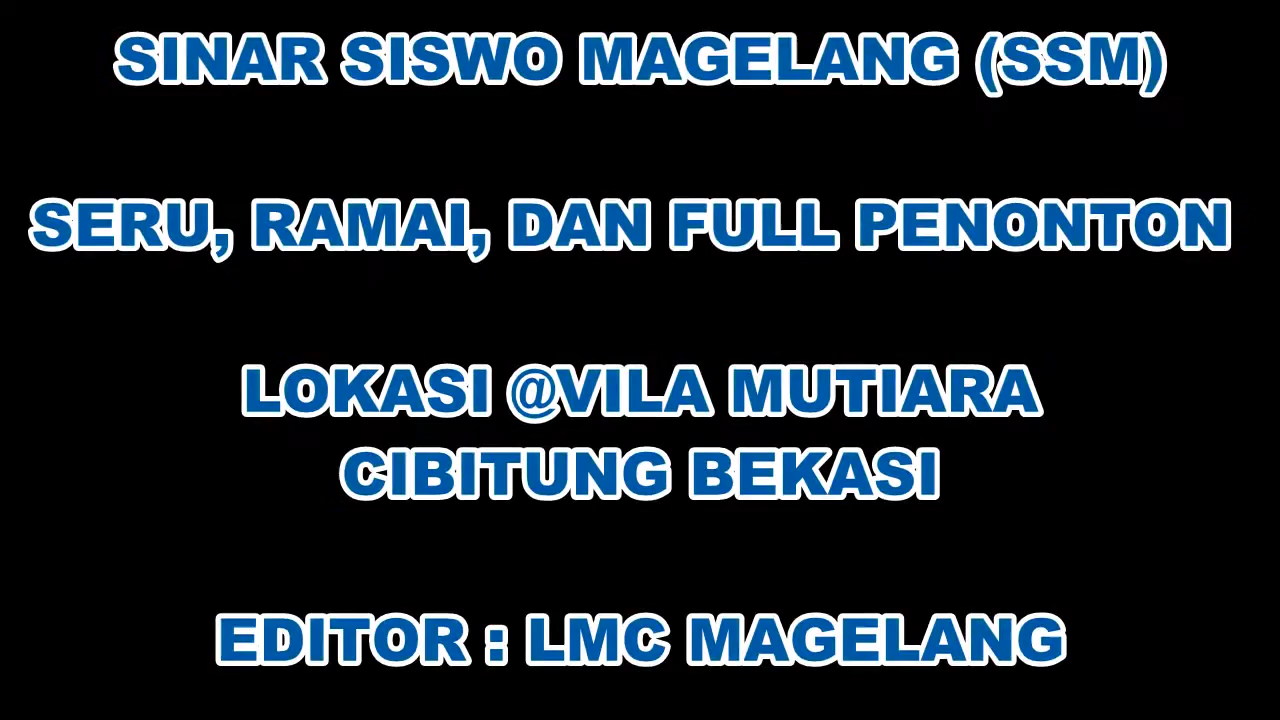 SINAR SISWO MAGELANG (SSM)
SERU, RAMAI, DAN FULL PENONTON
LOKASI @VILA MUTIARA
CIBITUNG BEKASI
EDITOR : LMC MAGELANG